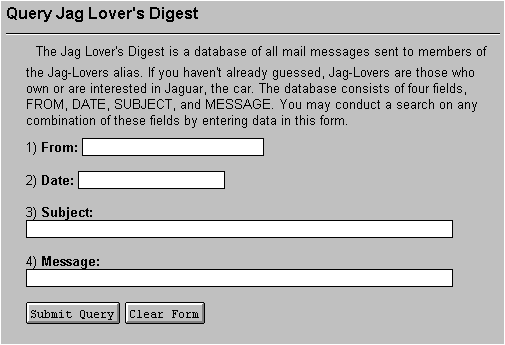 Query Jag Lover's Digest
The Jag Lover's Digest is a database of all mail messages sent to members of
the Jag-Lovers alias. If you haven't already guessed, Jag-Lovers are those who
own or are interested in Jaguar, the car. The database consists of four fields,
FROM, DATE, SUBJECT, and MESSAGE. You may conduct a search on any
combination of these fields by entering data in this form.
1) From:
2) Date:
3) Subject:
4) Message:
Submit Query Clear Form